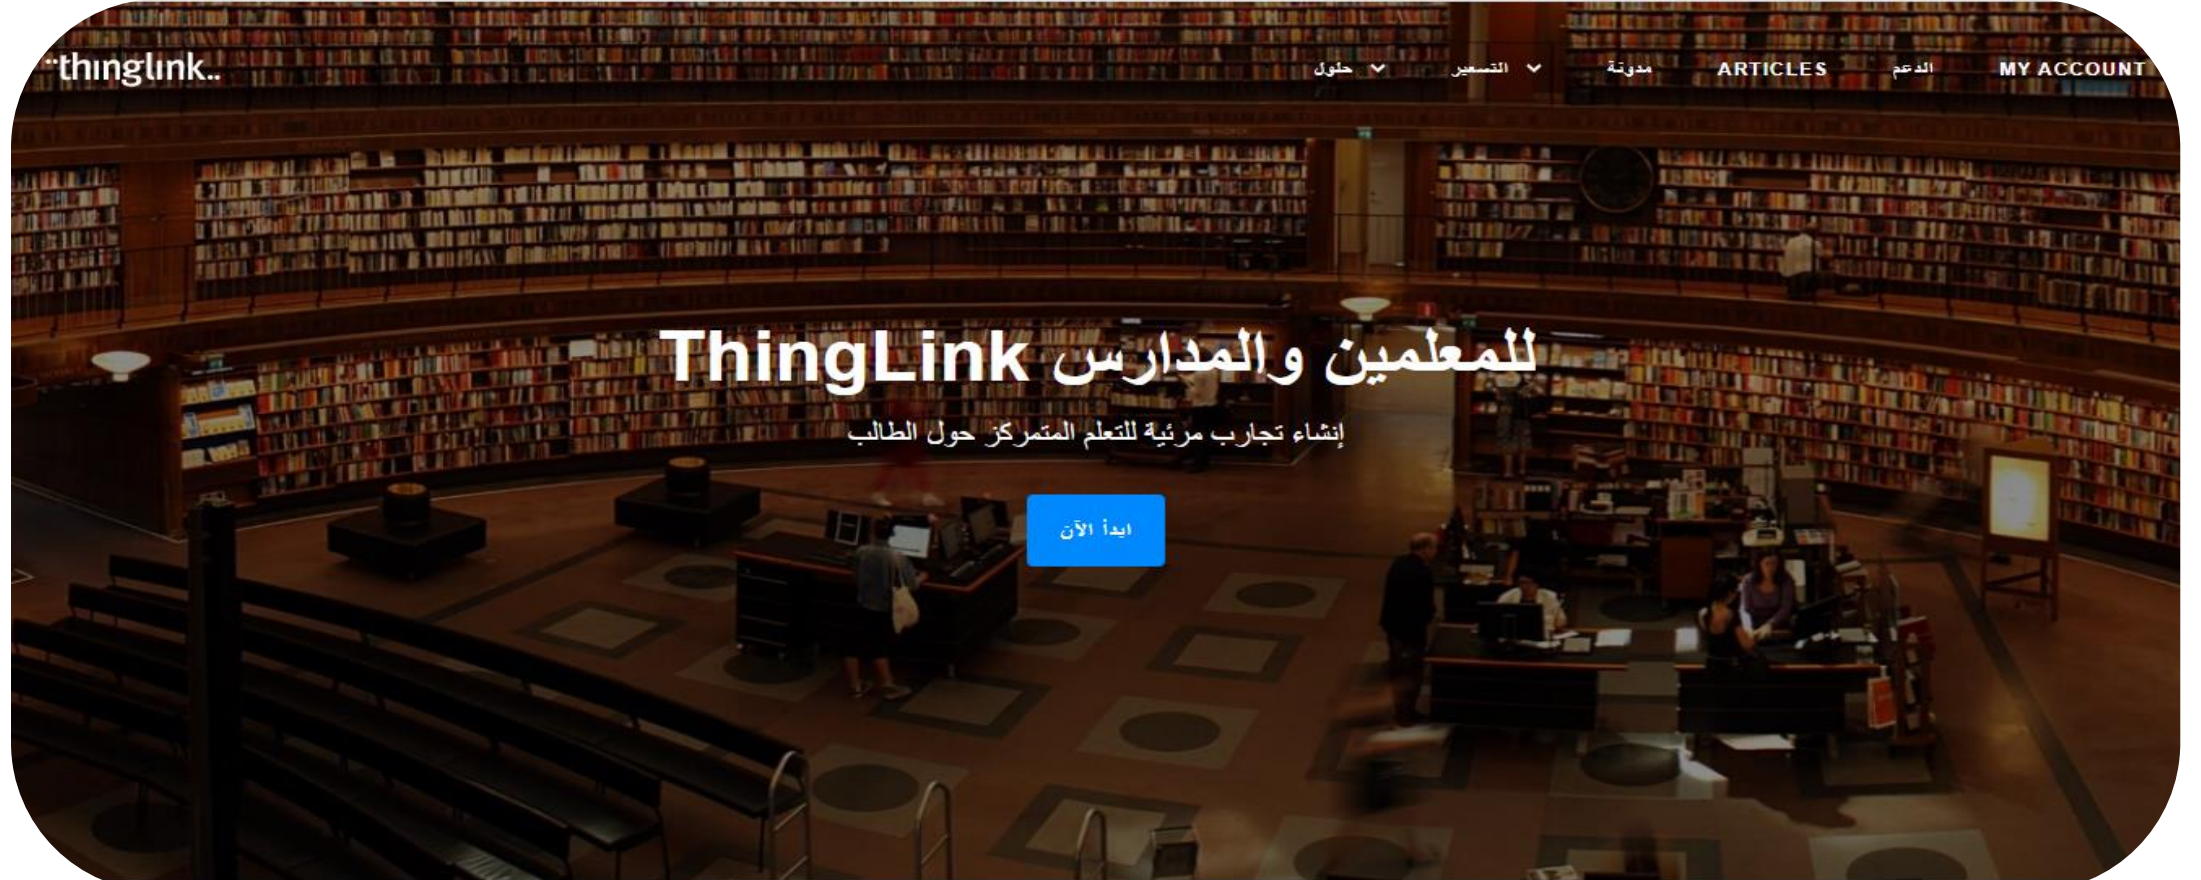 ¨thinglink..
حلول
التسعير
مدونة
ARTICLES
الدعم
MY ACCOUNT
ThingLink للمعلمين والمدارس
إنشاء تجارب مرئية للتعلم المتمركز حول الطالب
ابدأ الآن